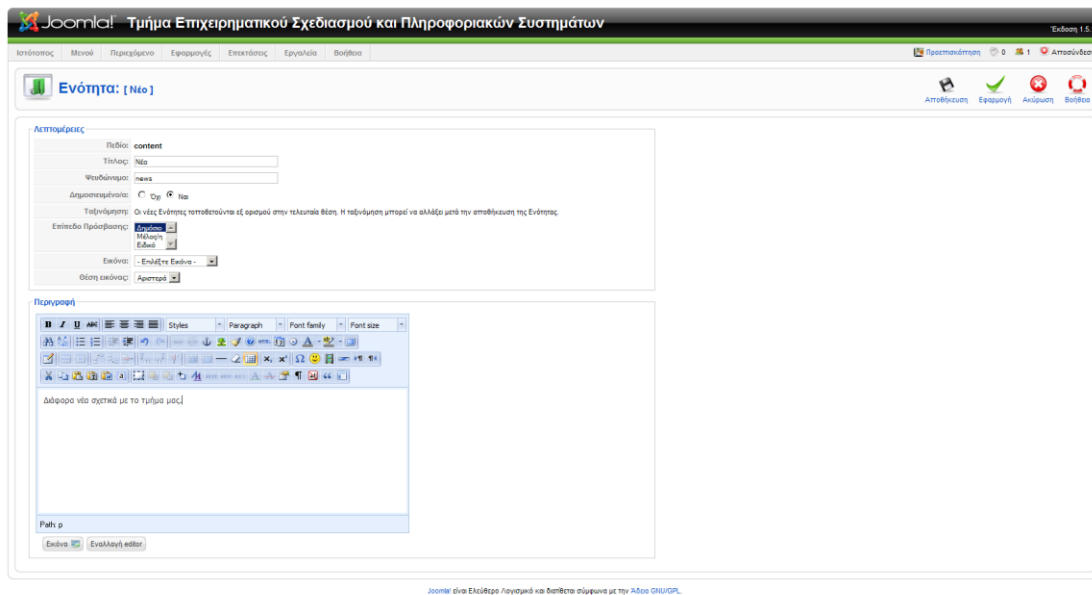 Joomla! Τμήμα Επιχειρηματικού Σχεδιασμού και Πληροφοριακών Συστημάτων
Έκδοση 1.5.
Ιστότοπος Μενού Περιεχόμενο Εφαρμογές Επεκτάσεις Εργαλεία Βοήθεια Προεπισκόπηση 0 1 Αποσύνδεση
Ενότητα: [ Νέο ]
Αποθήκευση Εφαρμογή Ακύρωση Βοήθεια
Λεπτομέρειες
Πεδίο: content
Τίτλος: Νέα
Ψευδώνυμο: news
Δημοσιευμένο/α: Όχι Ναι
Ταξινόμηση: Οι νέες Ενότητες τοποθετούνται εξ ορισμού στην τελευταία θέση. Η ταξινόμηση μπορεί να αλλάξει μετά την αποθήκευση της Ενότητας.
Επίπεδο Πρόσβασης: Δημόσιο
Μέλος/η
Ειδικό
Εικόνα: - Επιλέξτε Εικόνα -
Θέση εικόνας: Αριστερά
Περιγραφή
B I U ABC Styles Paragraph Font family Font size
HTML
Διάφορα νέα σχετικά με το τμήμα μας.
Path: p
Εικόνα Εναλλαγή editor
Joomla! είναι Ελεύθερο Λογισμικό και διατίθεται σύμφωνα με την Άδεια GNU/GPL.